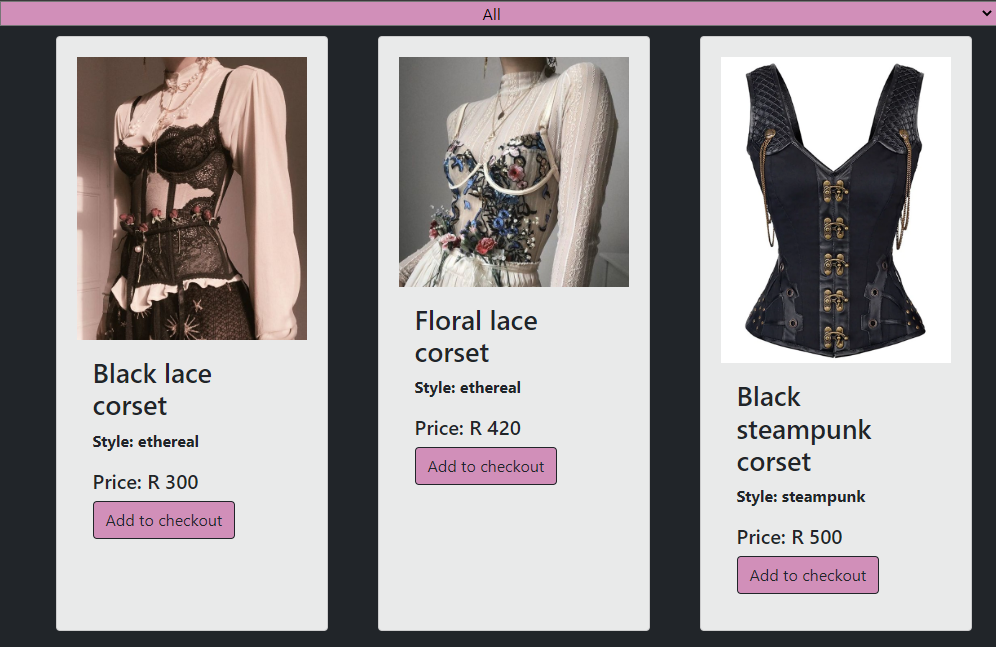 All
Black lace
corset
Style: ethereal
Price: R 300
Add to checkout
Floral lace
corset
Style: ethereal
Price: R 420
Add to checkout
Black
steampunk
corset
Style: steampunk
Price: R 500
Add to checkout